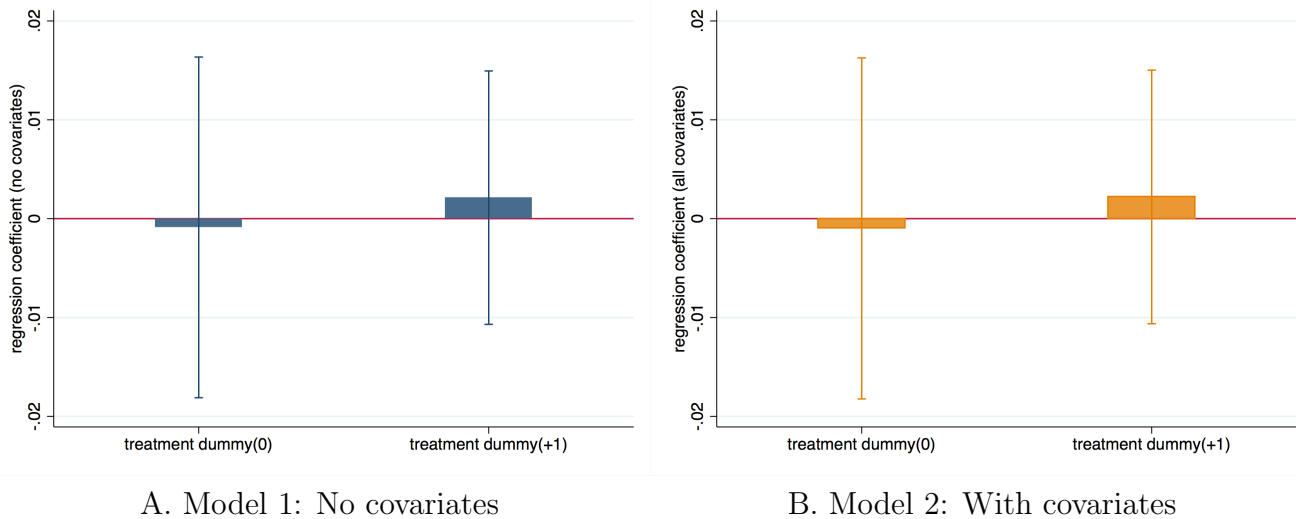 regression coefficient (no covariates)
.02
.01
0
-.01
-.02
treatment dummy(0)
treatment dummy(+1)
A. Model 1: No covariates
regression coefficient (all covariates)
.02
.01
0
-.01
-.02
treatment dummy(0)
treatment dummy(+1)
B. Model 2: With covariates